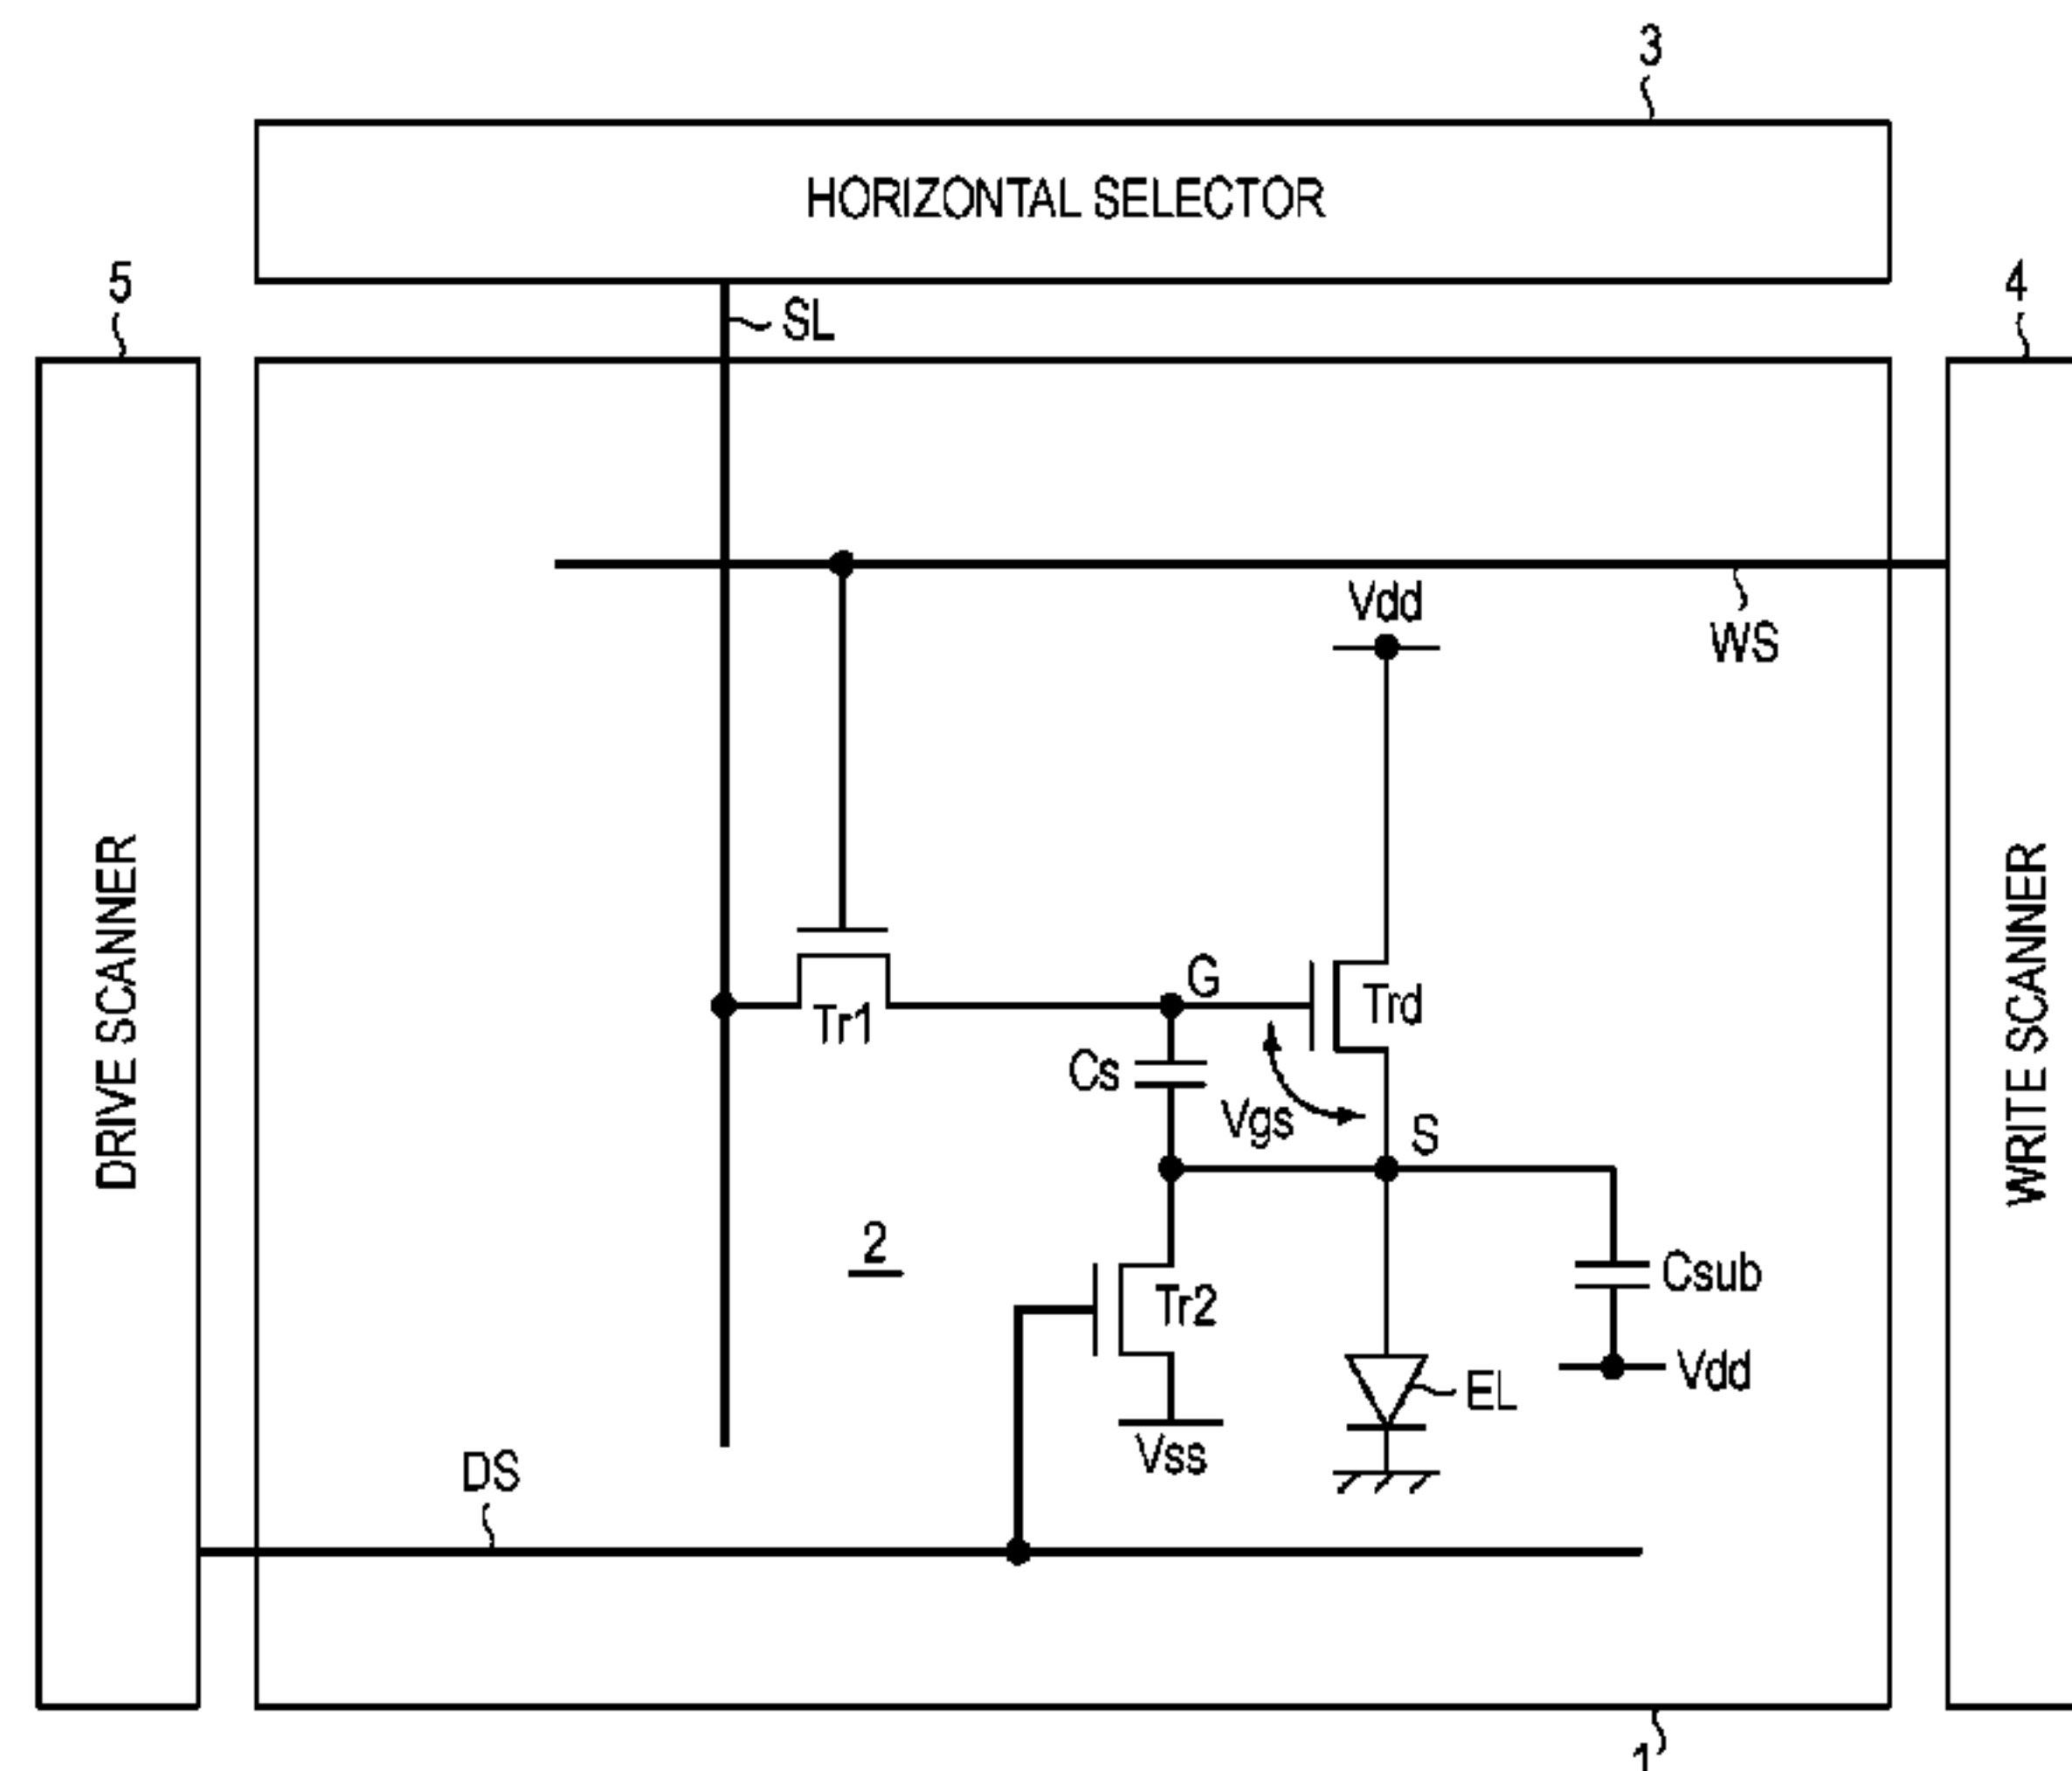 3
HORIZONTAL SELECTOR
5
SL
4
Vdd
WS
DRIVE SCANNER
WRITE SCANNER
G
Trd
Tr1
Cs
Vgs
S
2
Tr2
Csub
Vdd
EL
Vss
DS
1